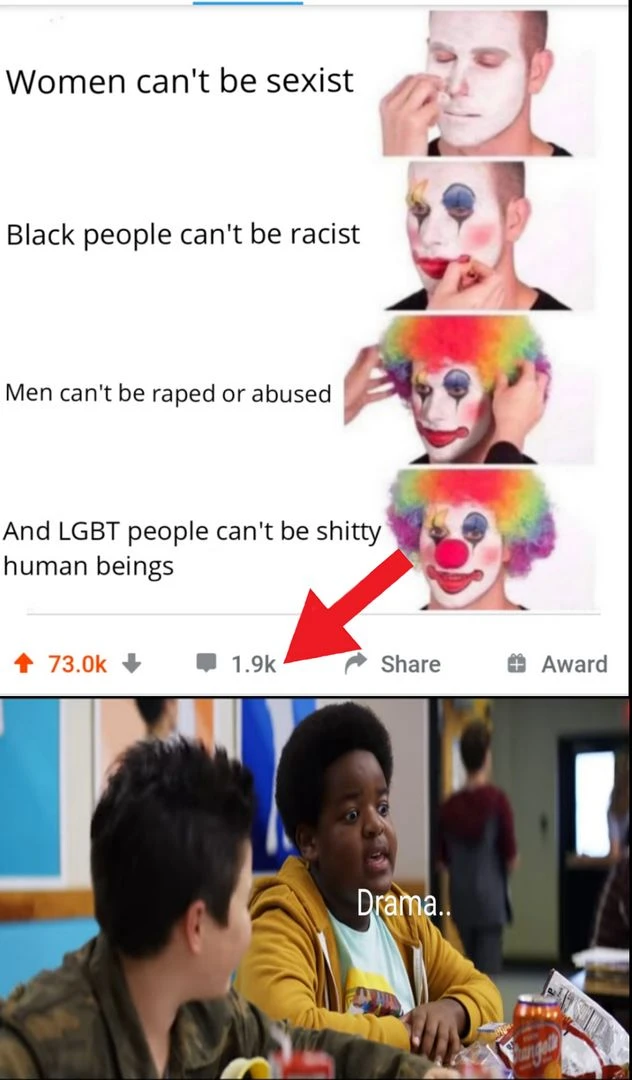 Women can't be sexist
Black people can't be racist
Men can't be raped or abused
And LGBT people can't be shitty
human beings
73.0k 1.9k Share Award
Drama..